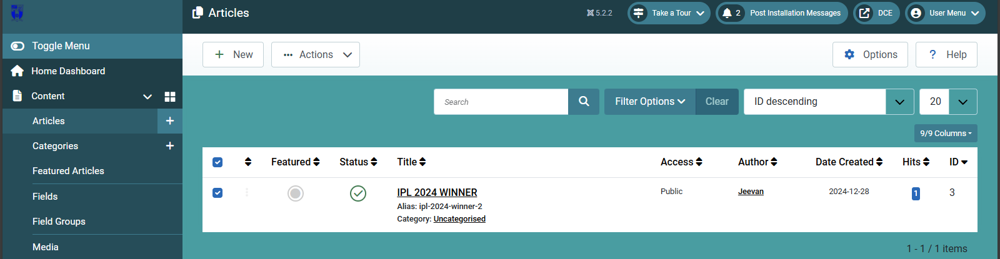 Articles
5.2.2
Take a Tour
2 Post Installation Messages
DCE
User Menu
Toggle Menu
Home Dashboard
Content
Articles
Categories
Featured Articles
Fields
Field Groups
Media
New
Actions
Options
? Help
Search
Filter Options
Clear
ID descending
20
9/9 Columns
Featured Status Title Access Author Date Created Hits ID
IPL 2024 WINNER Public Jeevan 2024-12-28 1 3
Alias: ipl-2024-winner-2
Category: Uncategorised
1 - 1 / 1 items